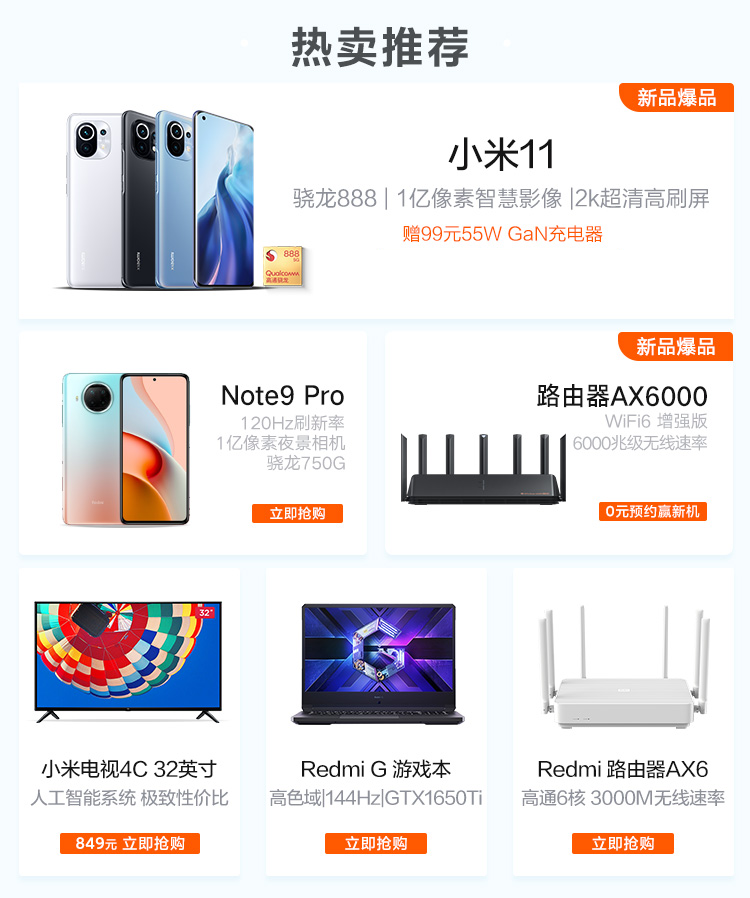 热卖推荐
新品爆品
小米11
骁龙888 | 1亿像素智慧影像 |2k超清高刷屏
赠99元55W GaN充电器
888
5G
Qualcomm
高通骁龙
新品爆品
Note9 Pro
120Hz刷新率
1亿像素夜景相机
骁龙750G
立即抢购
路由器AX6000
WiFi6 增强版
6000兆级无线速率
0元预约赢新机
32"
小米电视4C 32英寸
人工智能系统 极致性价比
849元 立即抢购
Redmi G 游戏本
高色域|144Hz|GTX1650Ti
立即抢购
Redmi 路由器AX6
高通6核 3000M无线速率
立即抢购